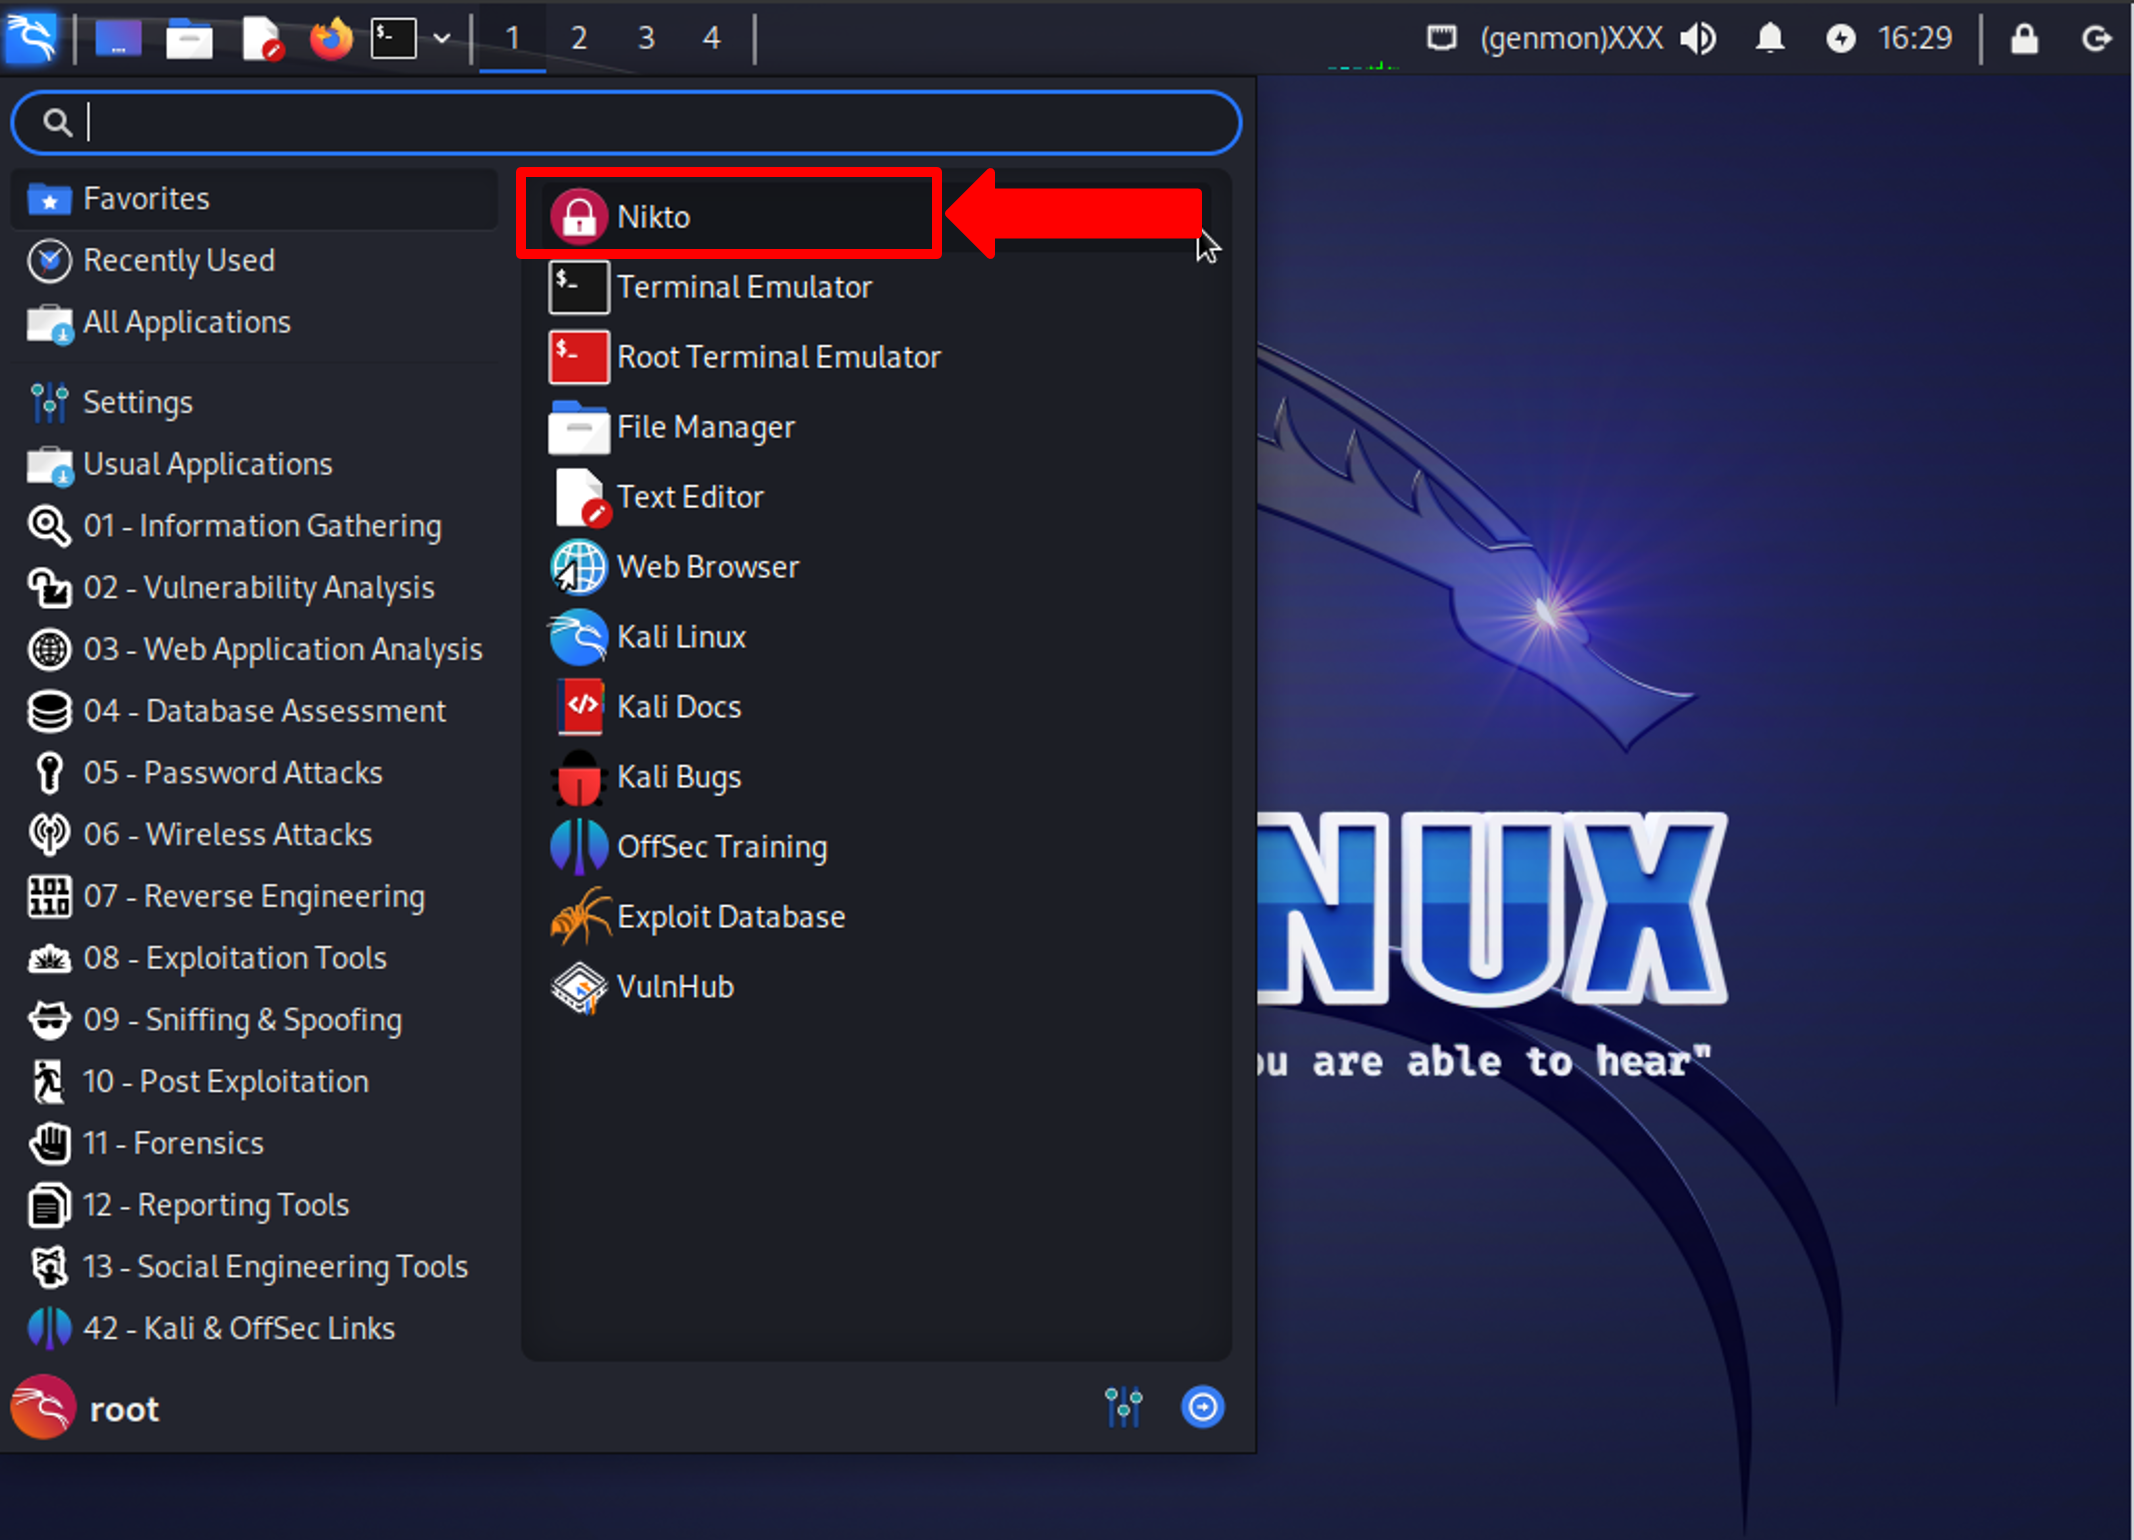 1 2 3 4
(genmon)XXX
16:29
Favorites
Recently Used
All Applications
Settings
Usual Applications
01 - Information Gathering
02 - Vulnerability Analysis
03 - Web Application Analysis
04 - Database Assessment
05 - Password Attacks
06 - Wireless Attacks
07 - Reverse Engineering
08 - Exploitation Tools
09 - Sniffing & Spoofing
10 - Post Exploitation
11 - Forensics
12 - Reporting Tools
13 - Social Engineering Tools
42 - Kali & OffSec Links
root
Nikto
Terminal Emulator
Root Terminal Emulator
File Manager
Text Editor
Web Browser
Kali Linux
Kali Docs
Kali Bugs
OffSec Training
Exploit Database
VulnHub
NUX
ou are able to hear"